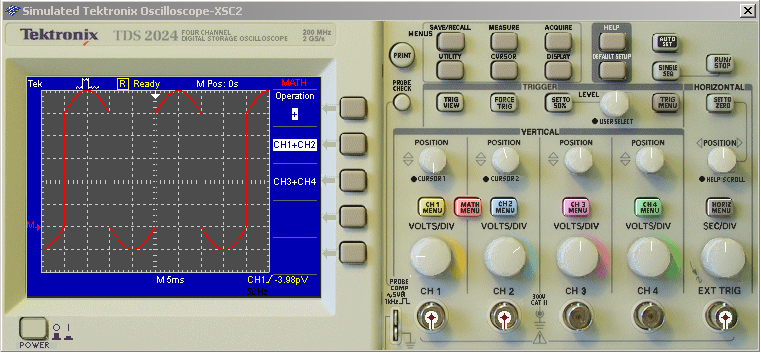 Simulated Tektronix Oscilloscope-XSC2
Tektronix TDS 2024 FOUR CHANNEL DIGITAL STORAGE OSCILLOSCOPE 200 MHz 2 GS/s
Tek R Ready M Pos: 0s MATH
Operation
+
CH1+CH2
CH3+CH4
M
M 5ms CH1 -3.98pV
POWER
PRINT
PROBE CHECK
MENUS
SAVE/RECALL MEASURE ACQUIRE
UTILITY CURSOR DISPLAY
HELP
DEFAULT SETUP
AUTO SET
SINGLE SEQ
RUN/STOP
TRIGGER
TRIG VIEW
FORCE TRIG
SET TO 50%
LEVEL
USER SELECT
TRIG MENU
HORIZONTAL
SET TO ZERO
VERTICAL
POSITION POSITION POSITION POSITION POSITION
CURSOR 1 CURSOR 2 HELP SCROLL
CH 1 MENU
MATH MENU
CH 2 MENU
CH 3 MENU
CH 4 MENU
HORIZ MENU
VOLTS/DIV VOLTS/DIV VOLTS/DIV VOLTS/DIV SEC/DIV
PROBE COMP
~5V
1kHz
CH 1 CH 2 CH 3 CH 4 EXT TRIG
300V CAT II